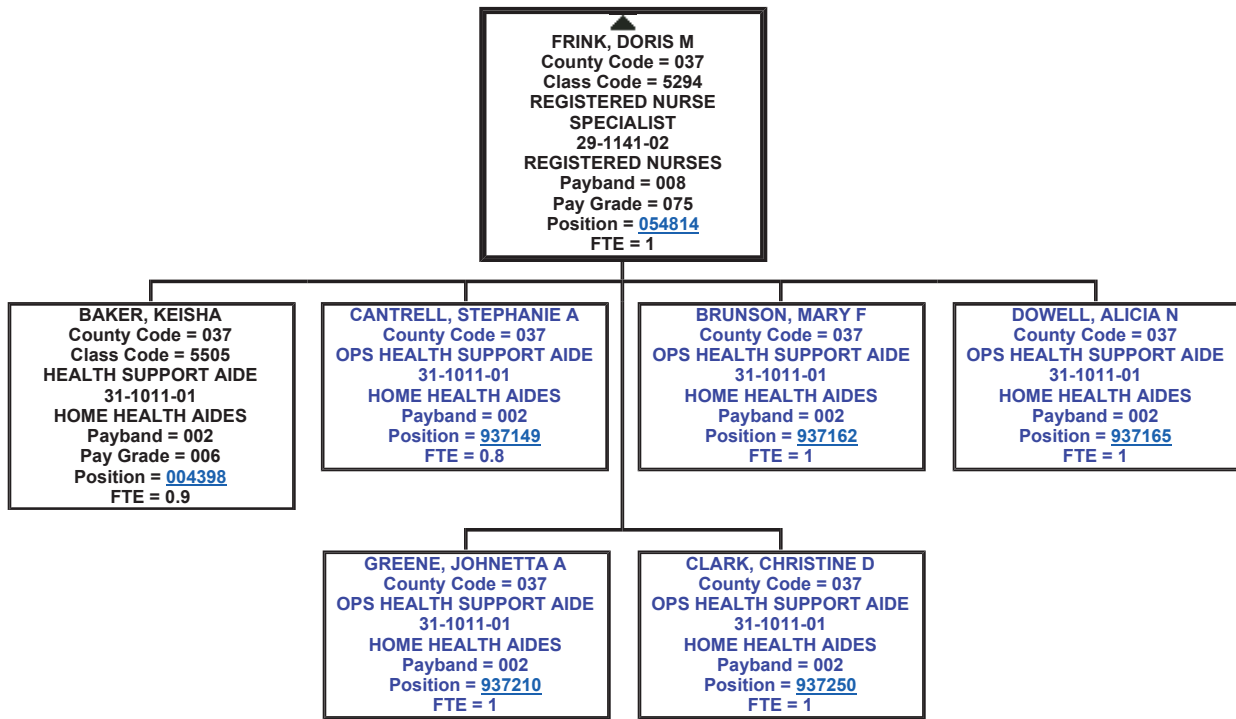 FRINK, DORIS M
County Code = 037
Class Code = 5294
REGISTERED NURSE
SPECIALIST
29-1141-02
REGISTERED NURSES
Payband = 008
Pay Grade = 075
Position = 054814
FTE = 1
BAKER, KEISHA
County Code = 037
Class Code = 5505
HEALTH SUPPORT AIDE
31-1011-01
HOME HEALTH AIDES
Payband = 002
Pay Grade = 006
Position = 004398
FTE = 0.9
CANTRELL, STEPHANIE A
County Code = 037
OPS HEALTH SUPPORT AIDE
31-1011-01
HOME HEALTH AIDES
Payband = 002
Position = 937149
FTE = 0.8
BRUNSON, MARY F
County Code = 037
OPS HEALTH SUPPORT AIDE
31-1011-01
HOME HEALTH AIDES
Payband = 002
Position = 937162
FTE = 1
DOWELL, ALICIA N
County Code = 037
OPS HEALTH SUPPORT AIDE
31-1011-01
HOME HEALTH AIDES
Payband = 002
Position = 937165
FTE = 1
GREENE, JOHNETTA A
County Code = 037
OPS HEALTH SUPPORT AIDE
31-1011-01
HOME HEALTH AIDES
Payband = 002
Position = 937210
FTE = 1
CLARK, CHRISTINE D
County Code = 037
OPS HEALTH SUPPORT AIDE
31-1011-01
HOME HEALTH AIDES
Payband = 002
Position = 937250
FTE = 1